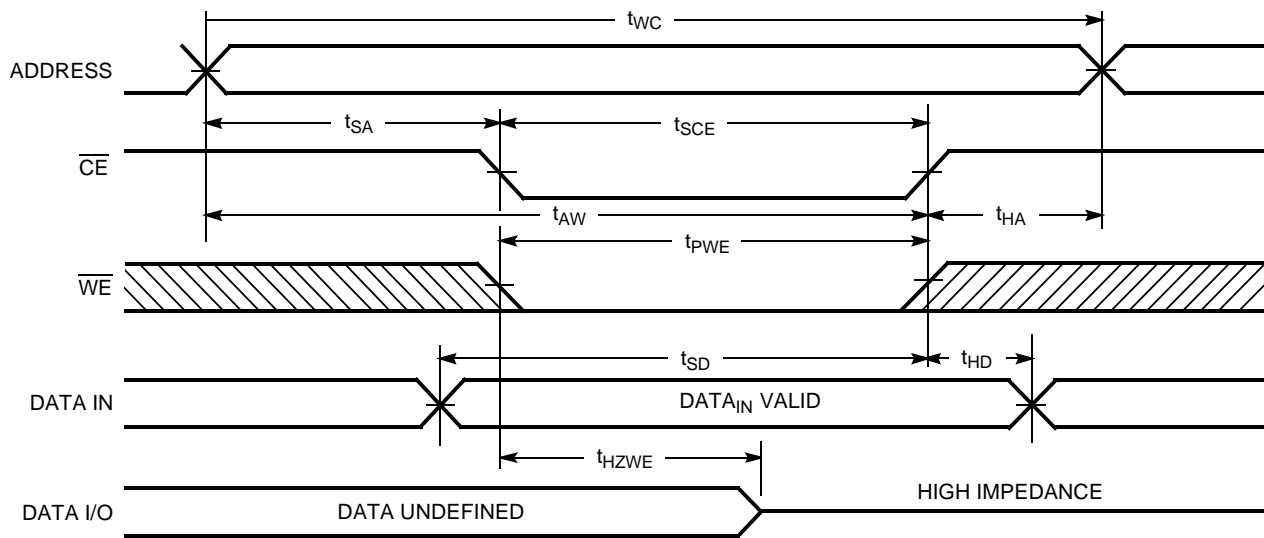 tWC
ADDRESS
tSA
tSCE
CE
tAW
tHA
tPWE
WE
tSD
tHD
DATA IN
DATAIN VALID
tHZWE
DATA I/O
DATA UNDEFINED
HIGH IMPEDANCE